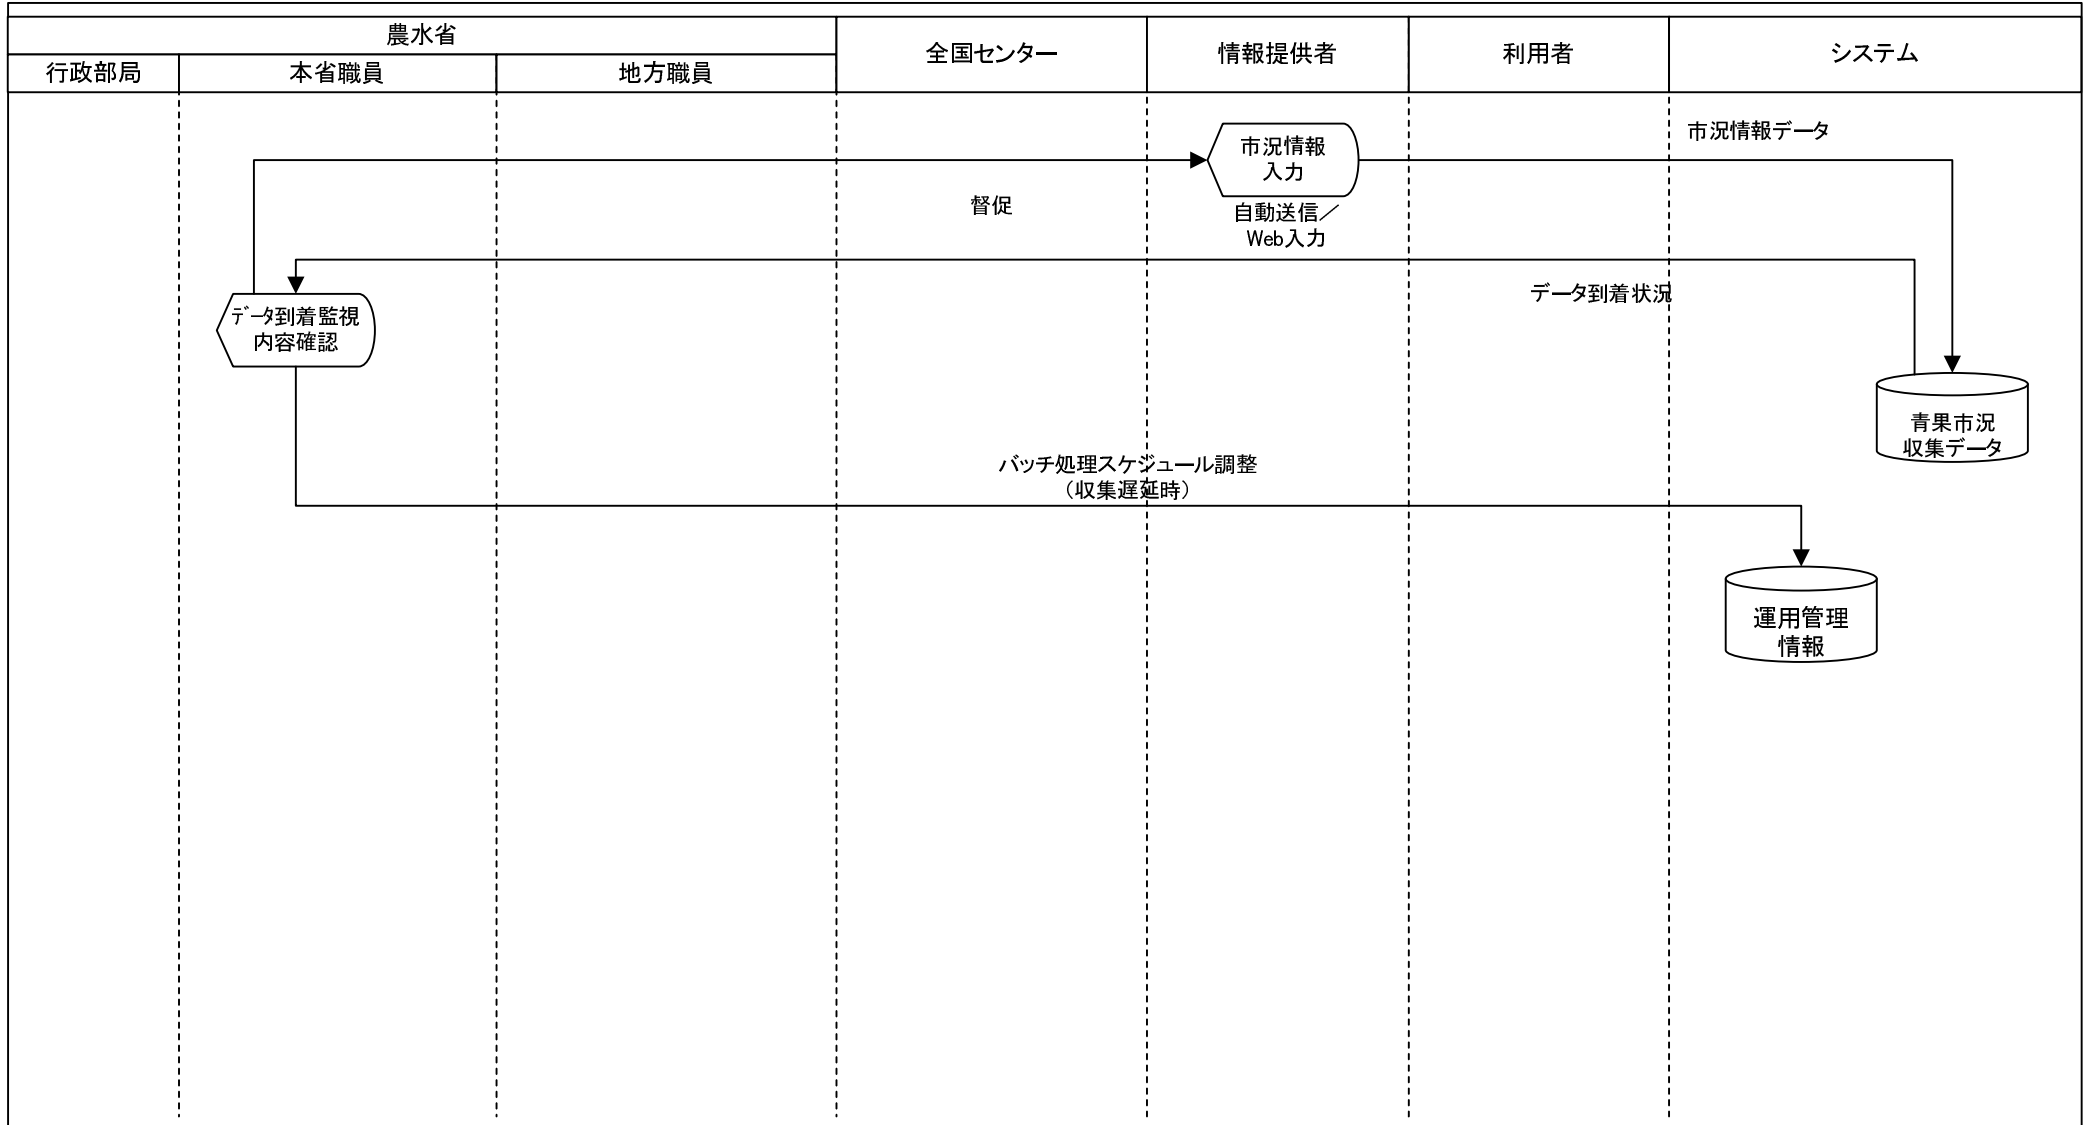 農水省
行政部局
本省職員
地方職員
全国センター
情報提供者
利用者
システム
市況情報データ
市況情報
入力
督促
自動送信／
Web入力
データ到着状況
ﾃﾞｰﾀ到着監視
内容確認
青果市況
収集データ
バッチ処理スケジュール調整
（収集遅延時）
運用管理
情報